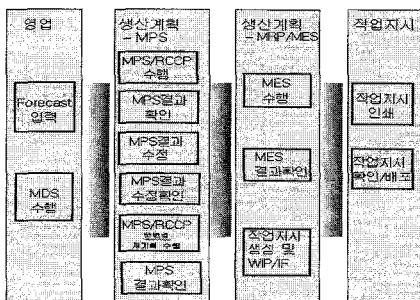 영업
Forecast
입력
MDS
수행
생산계획
– MPS
MPS/RCCP
수행
MPS결과
확인
MPS결과
수정
MPS결과
수정확인
MPS/RCCP
수행
MPS
결과확인
생산계획
–MRP/MES
MES
수행
MES
결과확인
작업지시
생성 및
WIP/IF
작업지시
작업지시
인쇄
작업지시
확인/배포